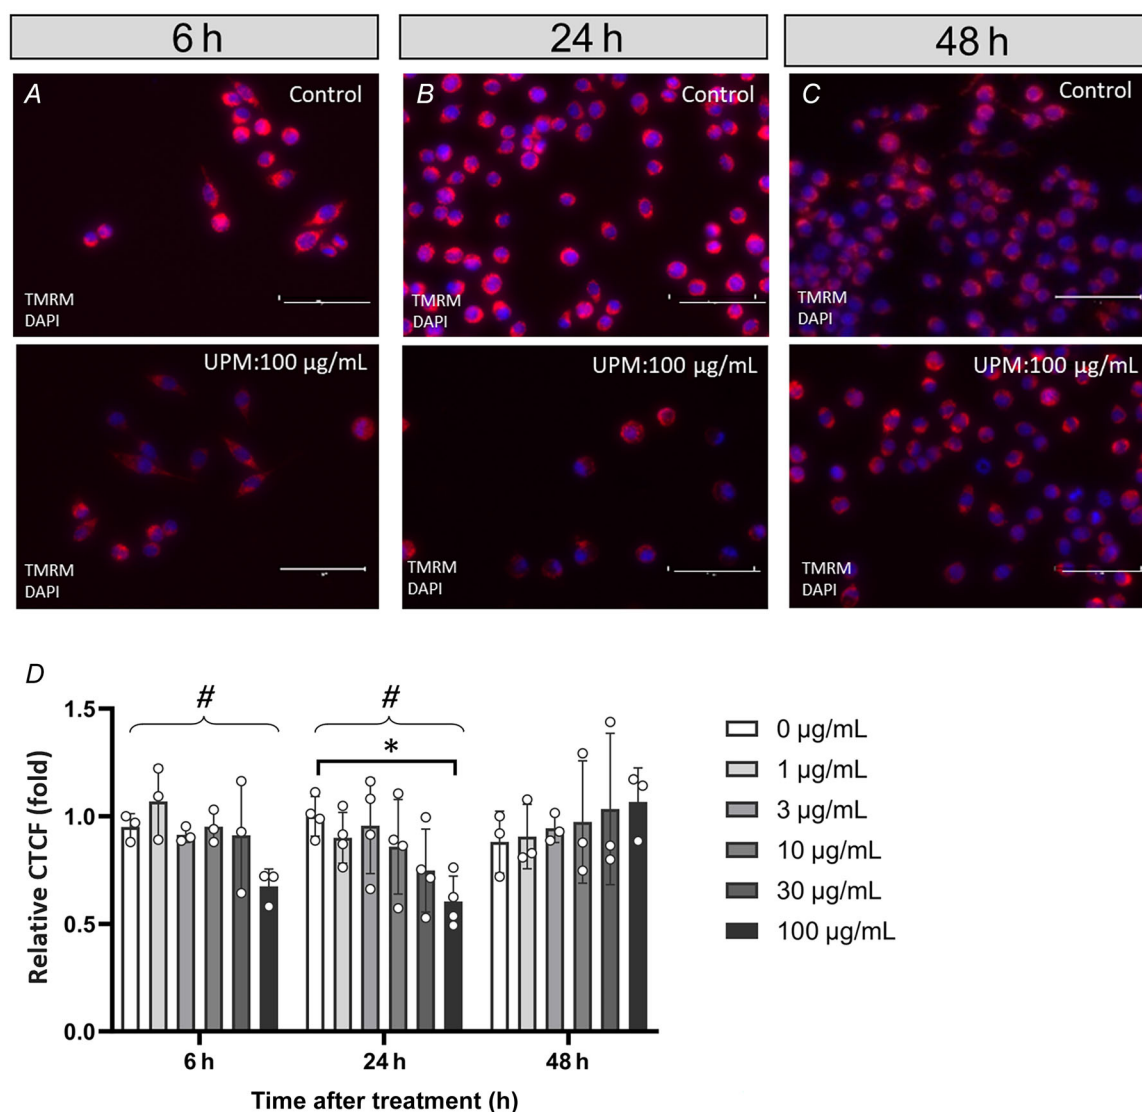 6 h
24 h
48 h
A
Control
TMRM
DAPI
B
Control
TMRM
DAPI
C
Control
TMRM
DAPI
UPM:100 µg/mL
TMRM
DAPI
UPM:100 µg/mL
TMRM
DAPI
UPM:100 µg/mL
TMRM
DAPI
D
Relative CTCF (fold)
1.5
1.0
0.5
0.0
#
#
*
6 h
24 h
48 h
Time after treatment (h)
0 µg/mL
1 µg/mL
3 µg/mL
10 µg/mL
30 µg/mL
100 µg/mL